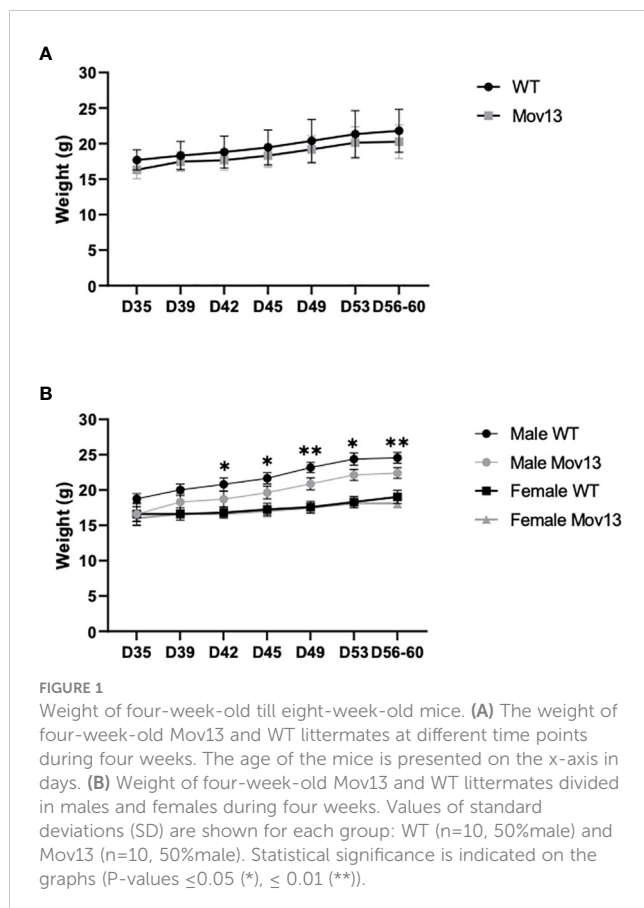 A
Weight (g)
30
25
20
15
10
5
0
D35 D39 D42 D45 D49 D53 D56-60
WT
Mov13
B
Weight (g)
30
25
20
15
10
5
0
* * ** * **
D35 D39 D42 D45 D49 D53 D56-60
Male WT
Male Mov13
Female WT
Female Mov13
FIGURE 1
Weight of four-week-old till eight-week-old mice. (A) The weight of
four-week-old Mov13 and WT littermates at different time points
during four weeks. The age of the mice is presented on the x-axis in
days. (B) Weight of four-week-old Mov13 and WT littermates divided
in males and females during four weeks. Values of standard
deviations (SD) are shown for each group: WT (n=10, 50%male) and
Mov13 (n=10, 50%male). Statistical significance is indicated on the
graphs (P-values ≤0.05 (*), ≤ 0.01 (**)).